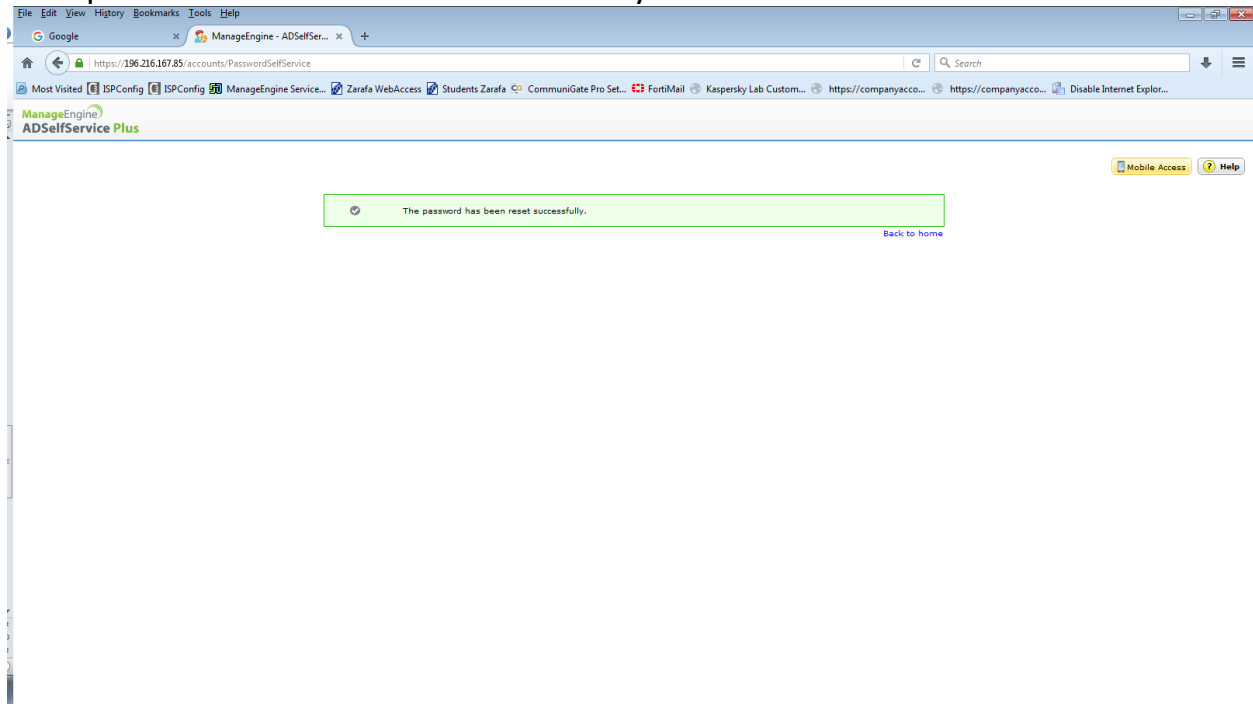 File Edit View History Bookmarks Tools Help
Google × ManageEngine - ADSelfSer... × +
https://196.216.167.85/accounts/PasswordSelfService Search
Most Visited ISPConfig ISPConfig ManageEngine Service... Zarafa WebAccess Students Zarafa CommuniGate Pro Set... FortiMail Kaspersky Lab Custom... https://companyacco... https://companyacco... Disable Internet Explor...
ManageEngine
ADSelfService Plus
Mobile Access ? Help
The password has been reset successfully.
Back to home